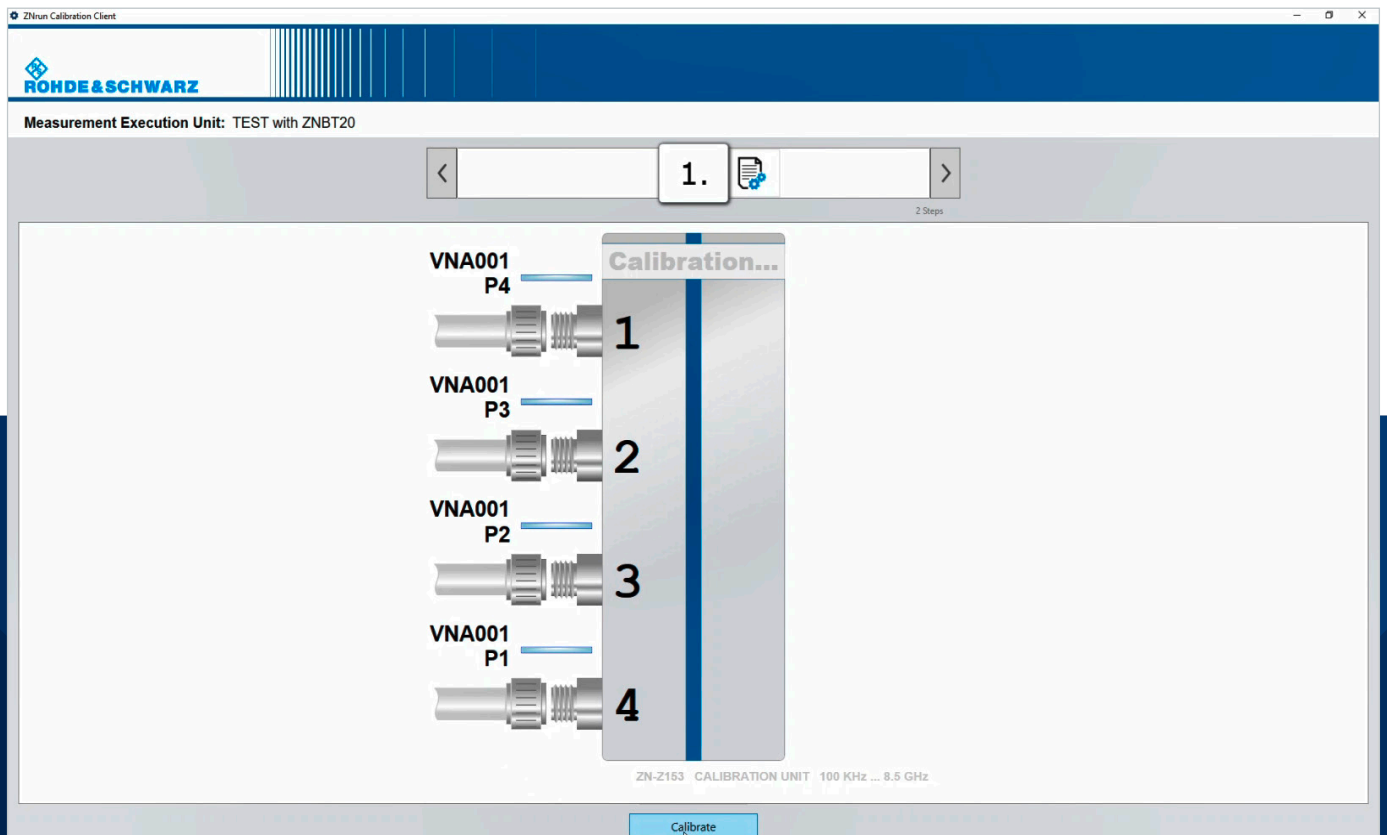 ZNrun Calibration Client
ROHDE & SCHWARZ
Measurement Execution Unit: TEST with ZNBT20
1.
2 Steps
Calibration...
VNA001
P4
1
VNA001
P3
2
VNA001
P2
3
VNA001
P1
4
ZN-Z153 CALIBRATION UNIT 100 KHz ... 8.5 GHz
Calibrate